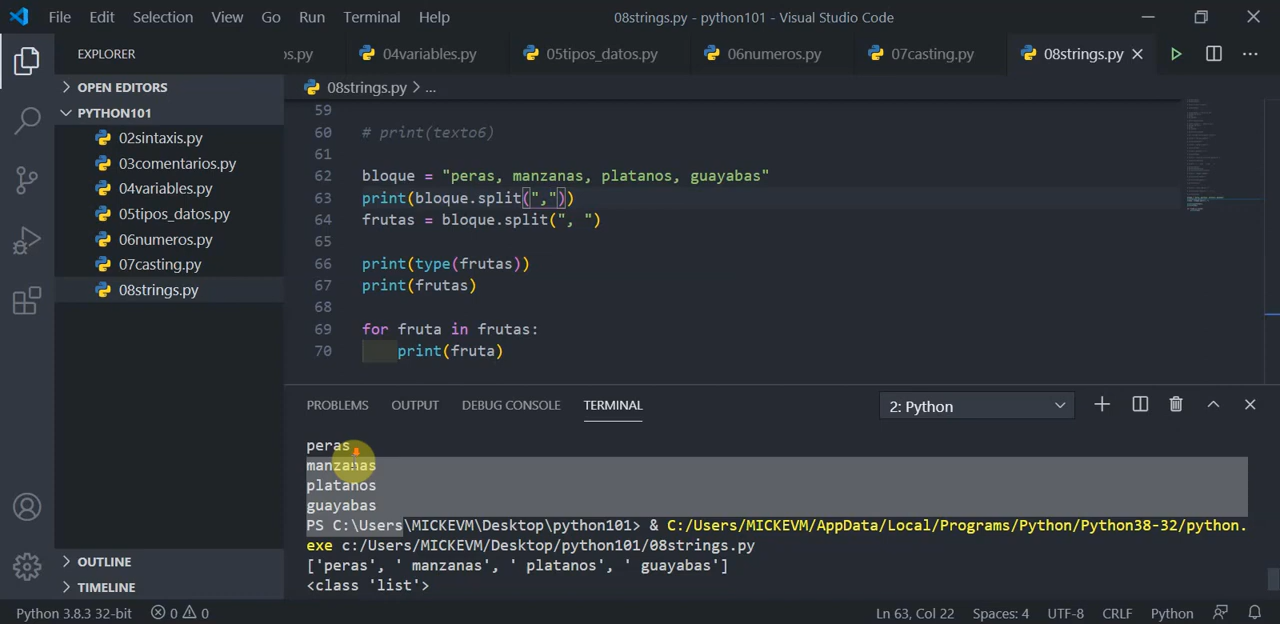 File Edit Selection View Go Run Terminal Help 08strings.py - python101 - Visual Studio Code
EXPLORER
os.py 04variables.py 05tipos_datos.py 06numeros.py 07casting.py 08strings.py
OPEN EDITORS
PYTHON101
02sintaxis.py
03comentarios.py
04variables.py
05tipos_datos.py
06numeros.py
07casting.py
08strings.py
OUTLINE
TIMELINE
08strings.py > ...
59
60 # print(texto6)
61
62 bloque = "peras, manzanas, platanos, guayabas"
63 print(bloque.split(","))
64 frutas = bloque.split(", ")
65
66 print(type(frutas))
67 print(frutas)
68
69 for fruta in frutas:
70 print(fruta)
PROBLEMS OUTPUT DEBUG CONSOLE TERMINAL 2: Python
peras
manzanas
platanos
guayabas
PS C:\Users\MICKEVM\Desktop\python101> & C:/Users/MICKEVM/AppData/Local/Programs/Python/Python38-32/python.
exe c:/Users/MICKEVM/Desktop/python101/08strings.py
['peras', ' manzanas', ' platanos', ' guayabas']
<class 'list'>
Python 3.8.3 32-bit 0 0 Ln 63, Col 22 Spaces: 4 UTF-8 CRLF Python